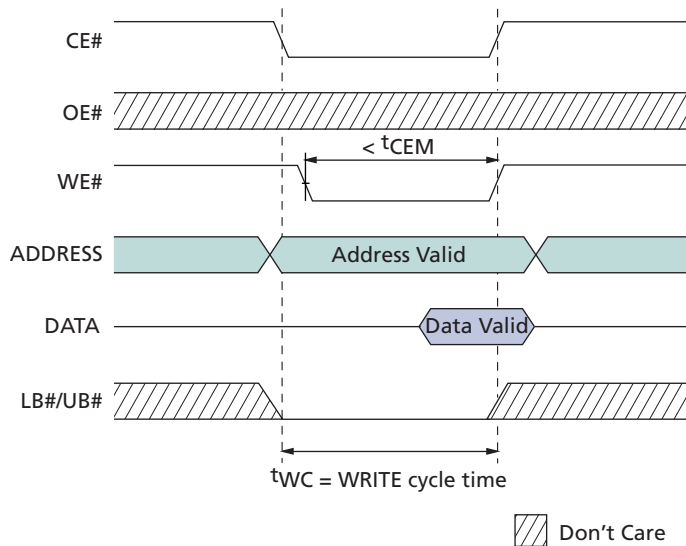 CE#
OE#
< tCEM
WE#
ADDRESS Address Valid
DATA Data Valid
LB#/UB#
tWC = WRITE cycle time
Don't Care